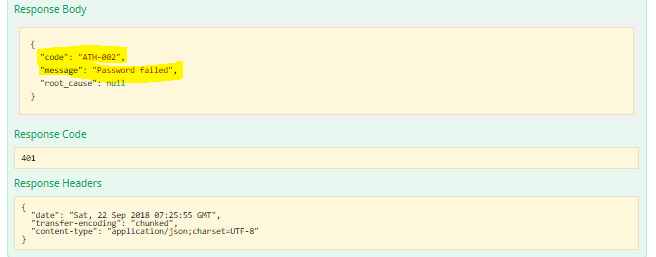 Response Body
{
"code": "ATH-002",
"message": "Password failed",
"root_cause": null
}
Response Code
401
Response Headers
{
"date": "Sat, 22 Sep 2018 07:25:55 GMT",
"transfer-encoding": "chunked",
"content-type": "application/json;charset=UTF-8"
}